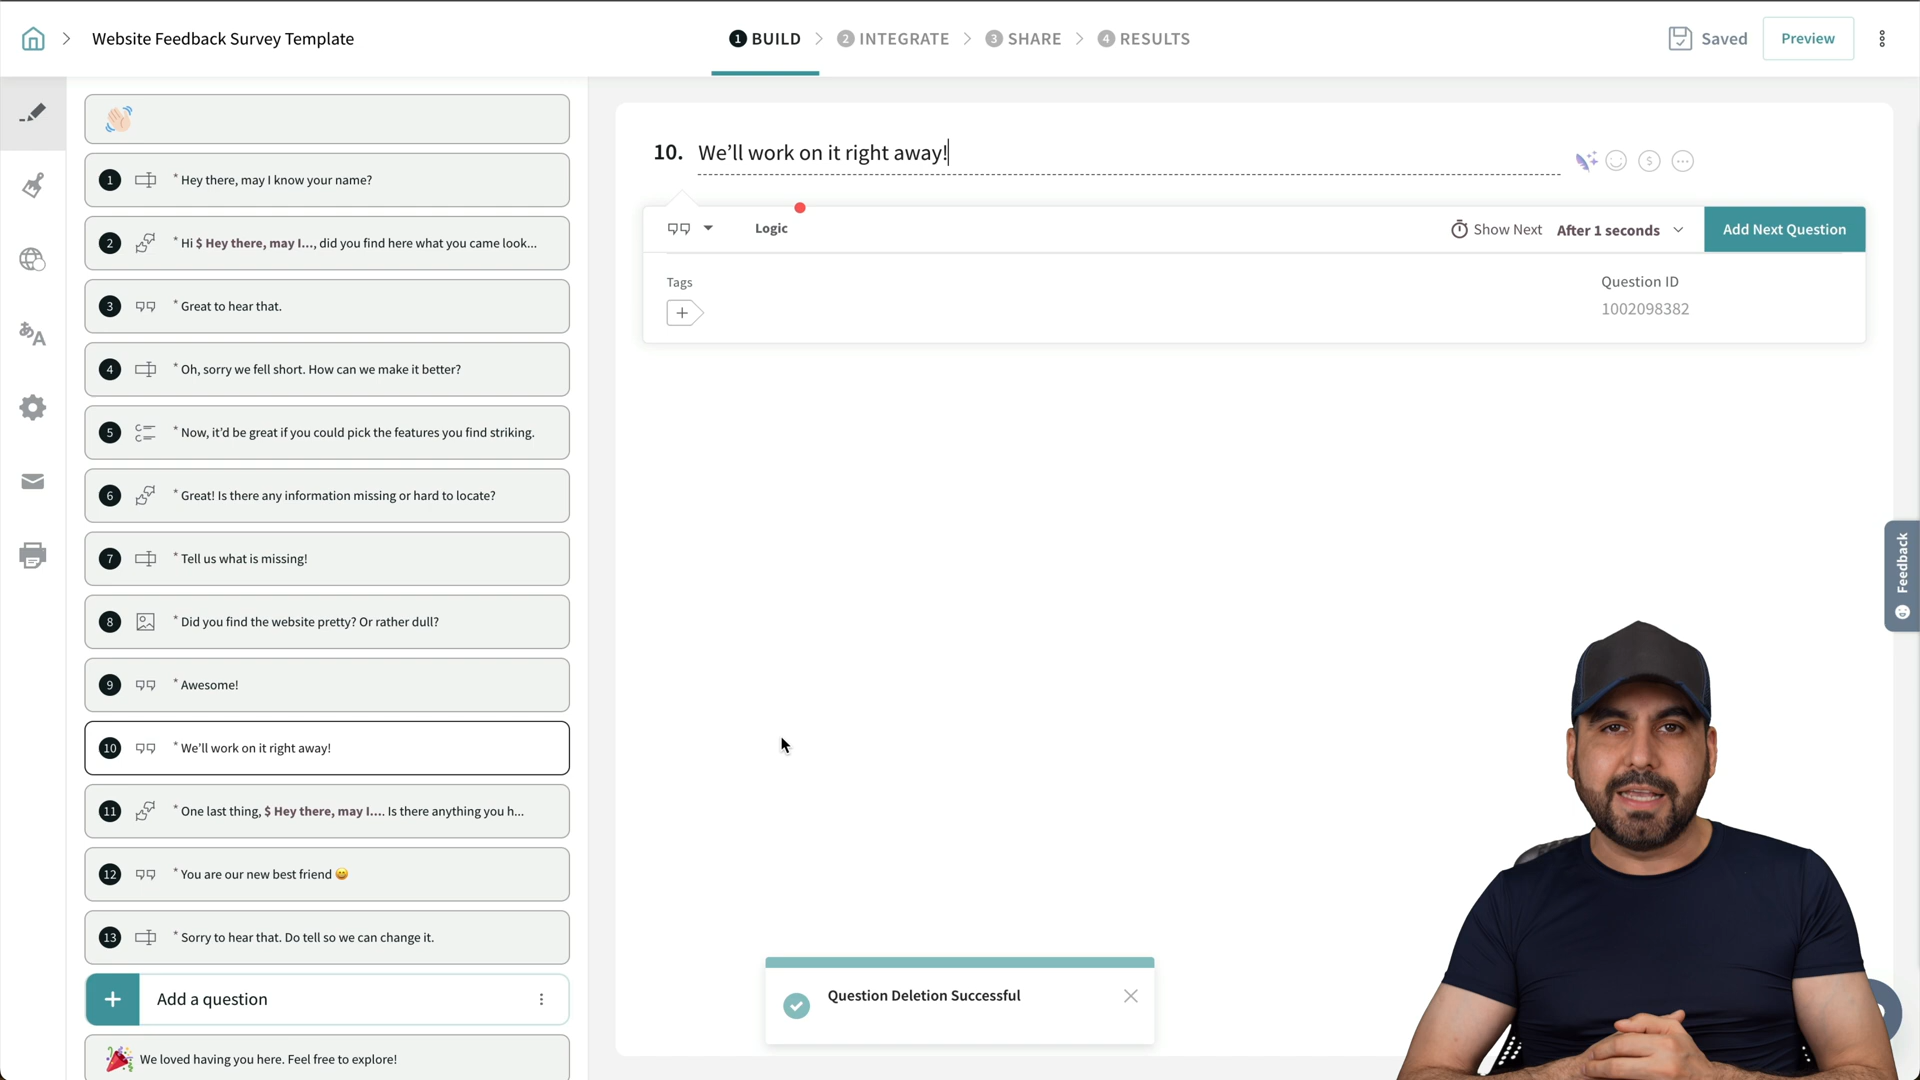 Website Feedback Survey Template
1 BUILD
2 INTEGRATE
3 SHARE
4 RESULTS
Saved
Preview
1 * Hey there, may I know your name?
2 * Hi $ Hey there, may I..., did you find here what you came look...
3 * Great to hear that.
4 * Oh, sorry we fell short. How can we make it better?
5 * Now, it’d be great if you could pick the features you find striking.
6 * Great! Is there any information missing or hard to locate?
7 * Tell us what is missing!
8 * Did you find the website pretty? Or rather dull?
9 * Awesome!
10 * We’ll work on it right away!
11 * One last thing, $ Hey there, may I.... Is there anything you h...
12 * You are our new best friend 😀
13 * Sorry to hear that. Do tell so we can change it.
+ Add a question
We loved having you here. Feel free to explore!
10. We’ll work on it right away!
$
Logic
Show Next After 1 seconds
Add Next Question
Tags
+
Question ID
1002098382
Feedback
Question Deletion Successful